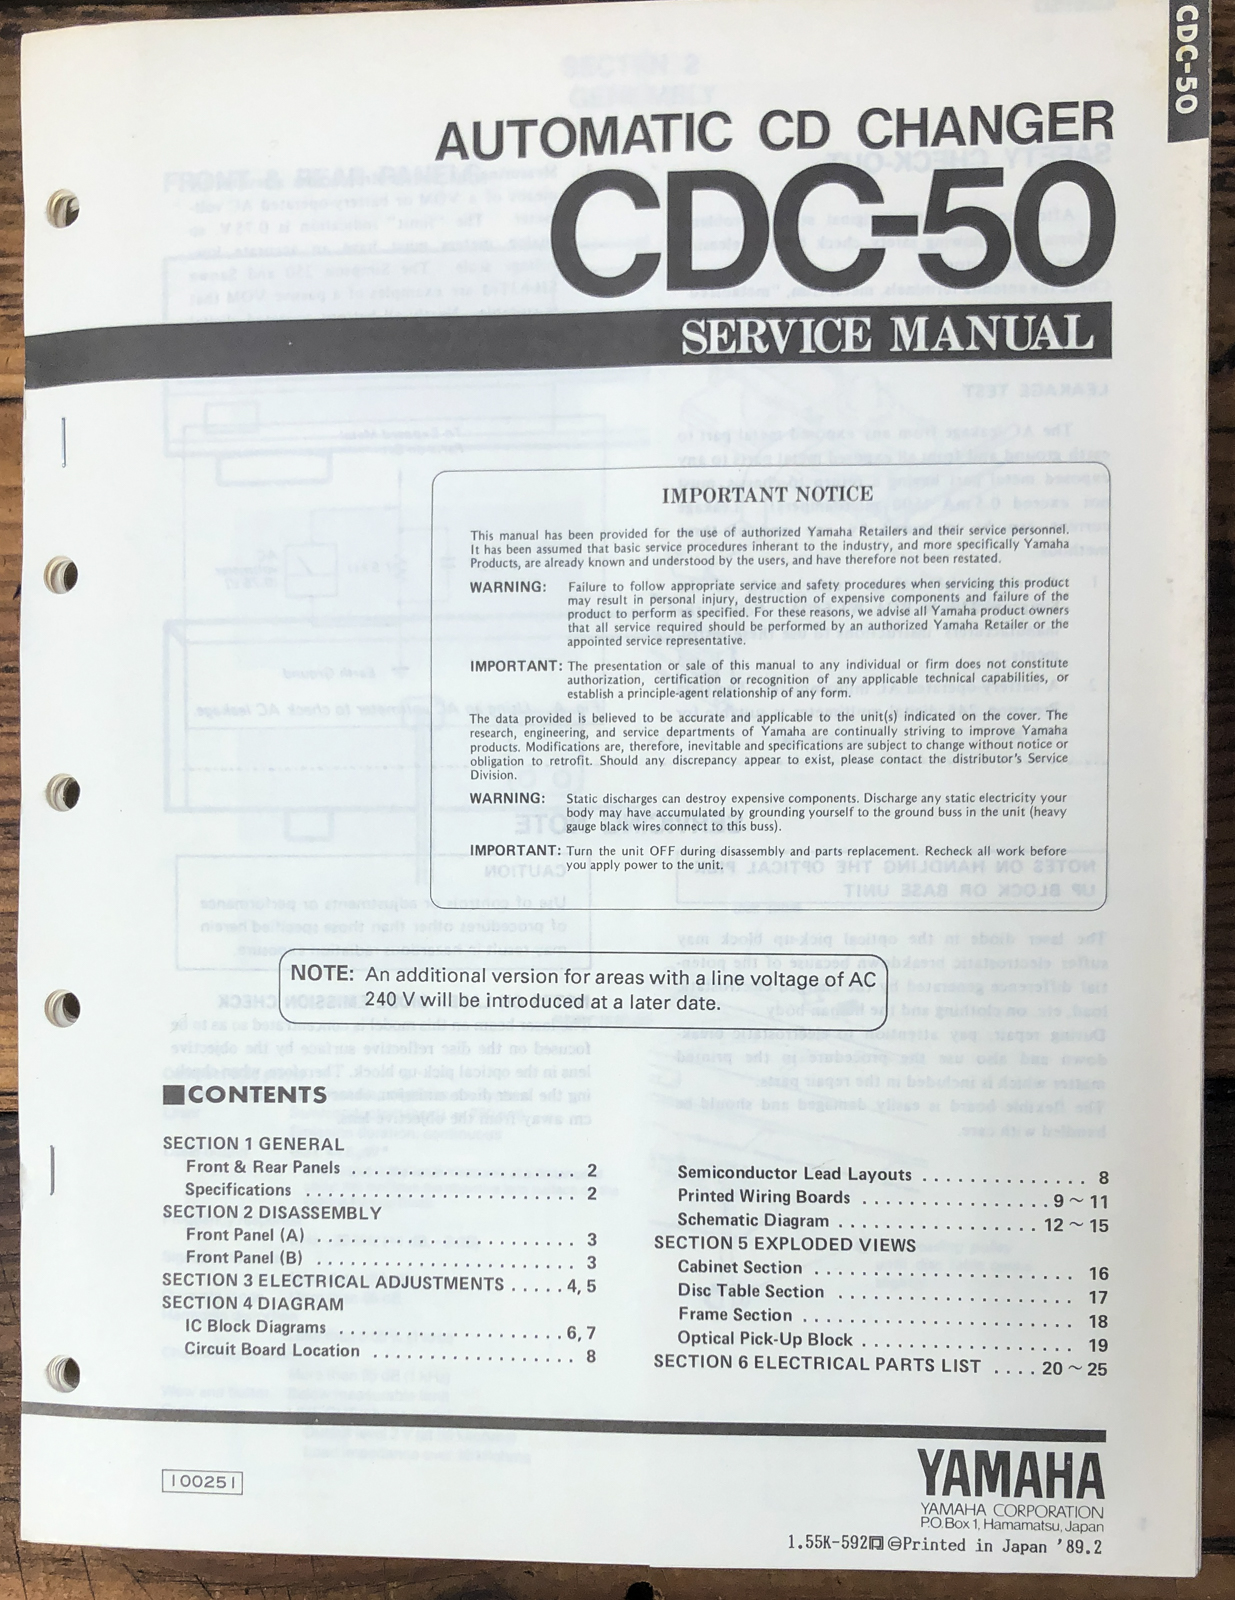 CDC-50
AUTOMATIC CD CHANGER
CDC-50
SERVICE MANUAL
IMPORTANT NOTICE
This manual has been provided for the use of authorized Yamaha Retailers and their service personnel.
It has been assumed that basic service procedures inherant to the industry, and more specifically Yamaha
Products, are already known and understood by the users, and have therefore not been restated.
WARNING: Failure to follow appropriate service and safety procedures when servicing this product
may result in personal injury, destruction of expensive components and failure of the
product to perform as specified. For these reasons, we advise all Yamaha product owners
that all service required should be performed by an authorized Yamaha Retailer or the
appointed service representative.
IMPORTANT: The presentation or sale of this manual to any individual or firm does not constitute
authorization, certification or recognition of any applicable technical capabilities, or
establish a principle-agent relationship of any form.
The data provided is believed to be accurate and applicable to the unit(s) indicated on the cover. The
research, engineering, and service departments of Yamaha are continually striving to improve Yamaha
products. Modifications are, therefore, inevitable and specifications are subject to change without notice or
obligation to retrofit. Should any discrepancy appear to exist, please contact the distributor's Service
Division.
WARNING: Static discharges can destroy expensive components. Discharge any static electricity your
body may have accumulated by grounding yourself to the ground buss in the unit (heavy
gauge black wires connect to this buss).
IMPORTANT: Turn the unit OFF during disassembly and parts replacement. Recheck all work before
you apply power to the unit.
NOTE: An additional version for areas with a line voltage of AC
240 V will be introduced at a later date.
■CONTENTS
SECTION 1 GENERAL
Front & Rear Panels . . . . . . . . . . . . . . . . . . . . 2
Specifications . . . . . . . . . . . . . . . . . . . . . . . . 2
SECTION 2 DISASSEMBLY
Front Panel (A) . . . . . . . . . . . . . . . . . . . . . . . 3
Front Panel (B) . . . . . . . . . . . . . . . . . . . . . . . 3
SECTION 3 ELECTRICAL ADJUSTMENTS . . . . . 4, 5
SECTION 4 DIAGRAM
IC Block Diagrams . . . . . . . . . . . . . . . . . . . . 6, 7
Circuit Board Location . . . . . . . . . . . . . . . . . . 8
Semiconductor Lead Layouts . . . . . . . . . . . . . . 8
Printed Wiring Boards . . . . . . . . . . . . . . . . . 9 ~ 11
Schematic Diagram . . . . . . . . . . . . . . . . . . 12 ~ 15
SECTION 5 EXPLODED VIEWS
Cabinet Section . . . . . . . . . . . . . . . . . . . . . . 16
Disc Table Section . . . . . . . . . . . . . . . . . . . . 17
Frame Section . . . . . . . . . . . . . . . . . . . . . . . 18
Optical Pick-Up Block . . . . . . . . . . . . . . . . . . 19
SECTION 6 ELECTRICAL PARTS LIST . . . . 20 ~ 25
100251
YAMAHA
YAMAHA CORPORATION
P.O.Box 1, Hamamatsu, Japan
1.55K-592 Printed in Japan '89.2